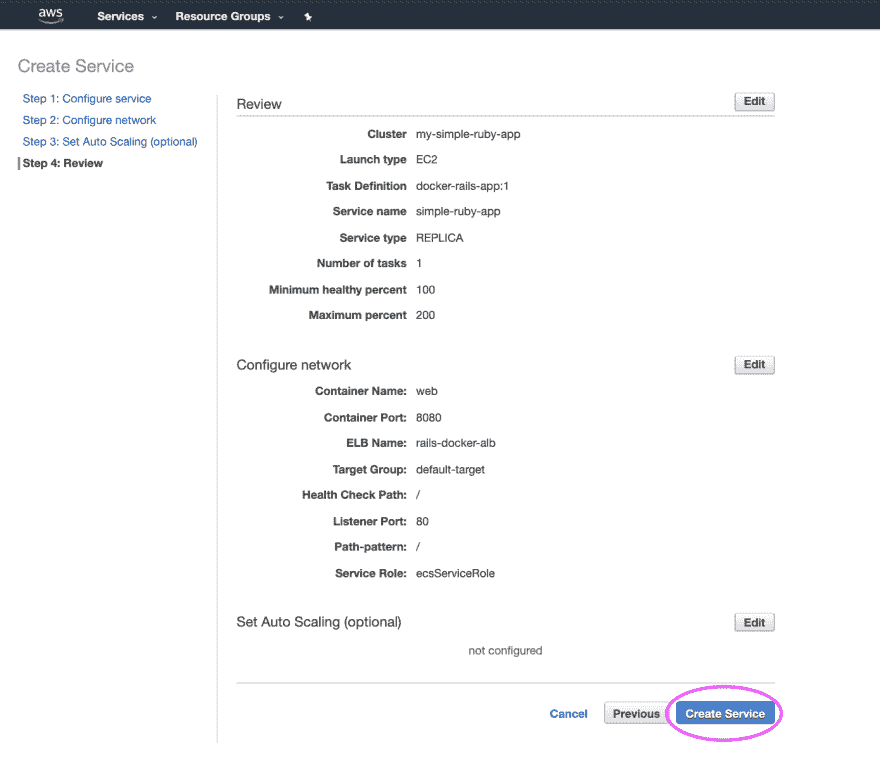 aws Services Resource Groups
Create Service
Step 1: Configure service
Step 2: Configure network
Step 3: Set Auto Scaling (optional)
Step 4: Review
Review Edit
Cluster my-simple-ruby-app
Launch type EC2
Task Definition docker-rails-app:1
Service name simple-ruby-app
Service type REPLICA
Number of tasks 1
Minimum healthy percent 100
Maximum percent 200
Configure network Edit
Container Name: web
Container Port: 8080
ELB Name: rails-docker-alb
Target Group: default-target
Health Check Path: /
Listener Port: 80
Path-pattern: /
Service Role: ecsServiceRole
Set Auto Scaling (optional) Edit
not configured
Cancel Previous Create Service